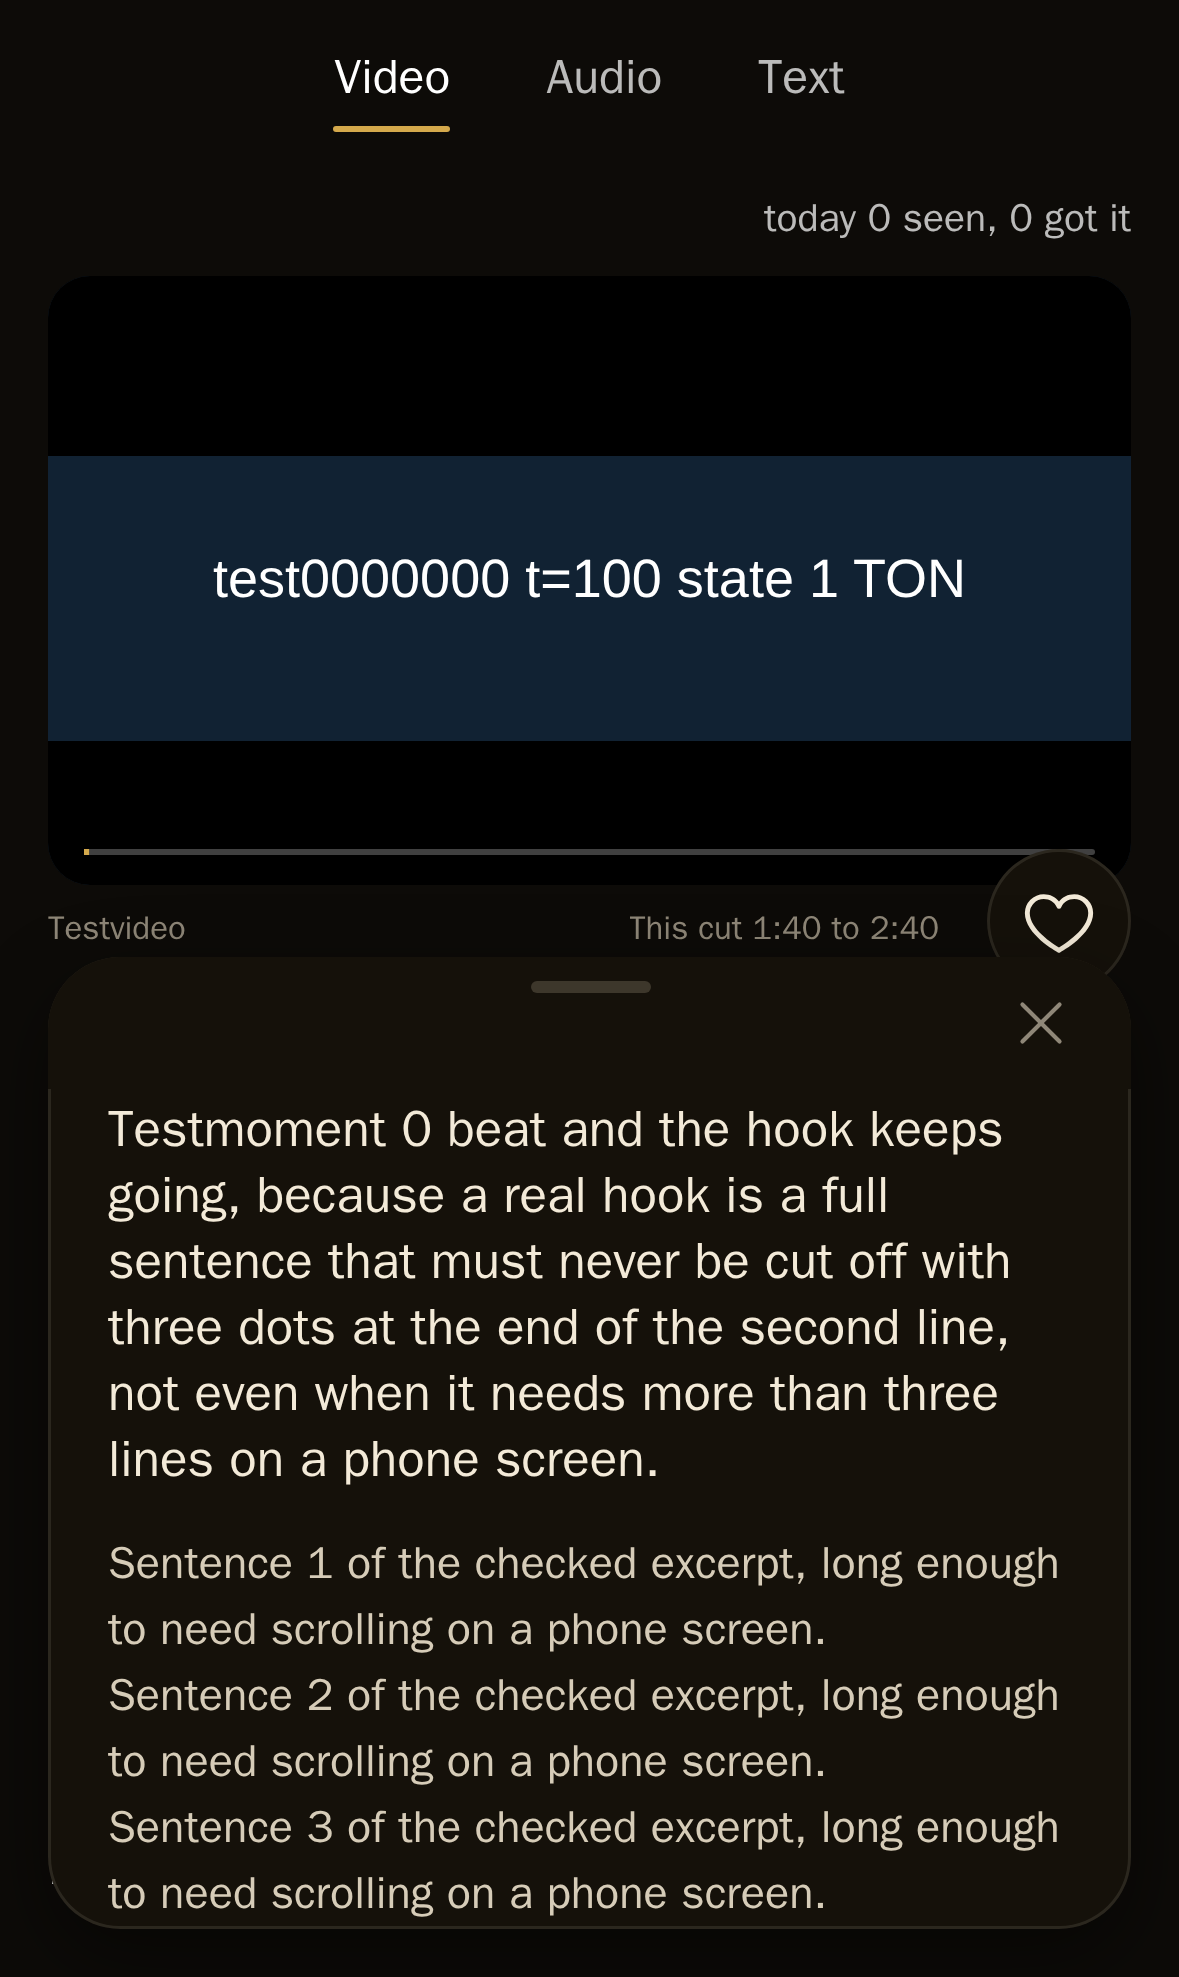 Video Audio Text
today 0 seen, 0 got it
test0000000 t=100 state 1 TON
Testvideo This cut 1:40 to 2:40
Testmoment 0 beat and the hook keeps
going, because a real hook is a full
sentence that must never be cut off with
three dots at the end of the second line,
not even when it needs more than three
lines on a phone screen.
Sentence 1 of the checked excerpt, long enough
to need scrolling on a phone screen.
Sentence 2 of the checked excerpt, long enough
to need scrolling on a phone screen.
Sentence 3 of the checked excerpt, long enough
to need scrolling on a phone screen.